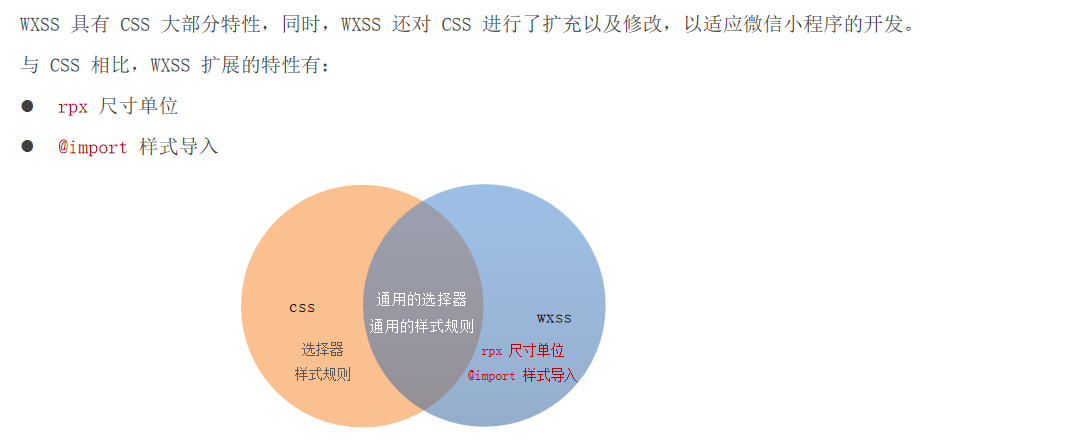 WXSS 具有 CSS 大部分特性，同时，WXSS 还对 CSS 进行了扩充以及修改，以适应微信小程序的开发。
与 CSS 相比，WXSS 扩展的特性有：
● rpx 尺寸单位
● @import 样式导入
css
选择器
样式规则
通用的选择器
通用的样式规则
wxss
rpx 尺寸单位
@import 样式导入